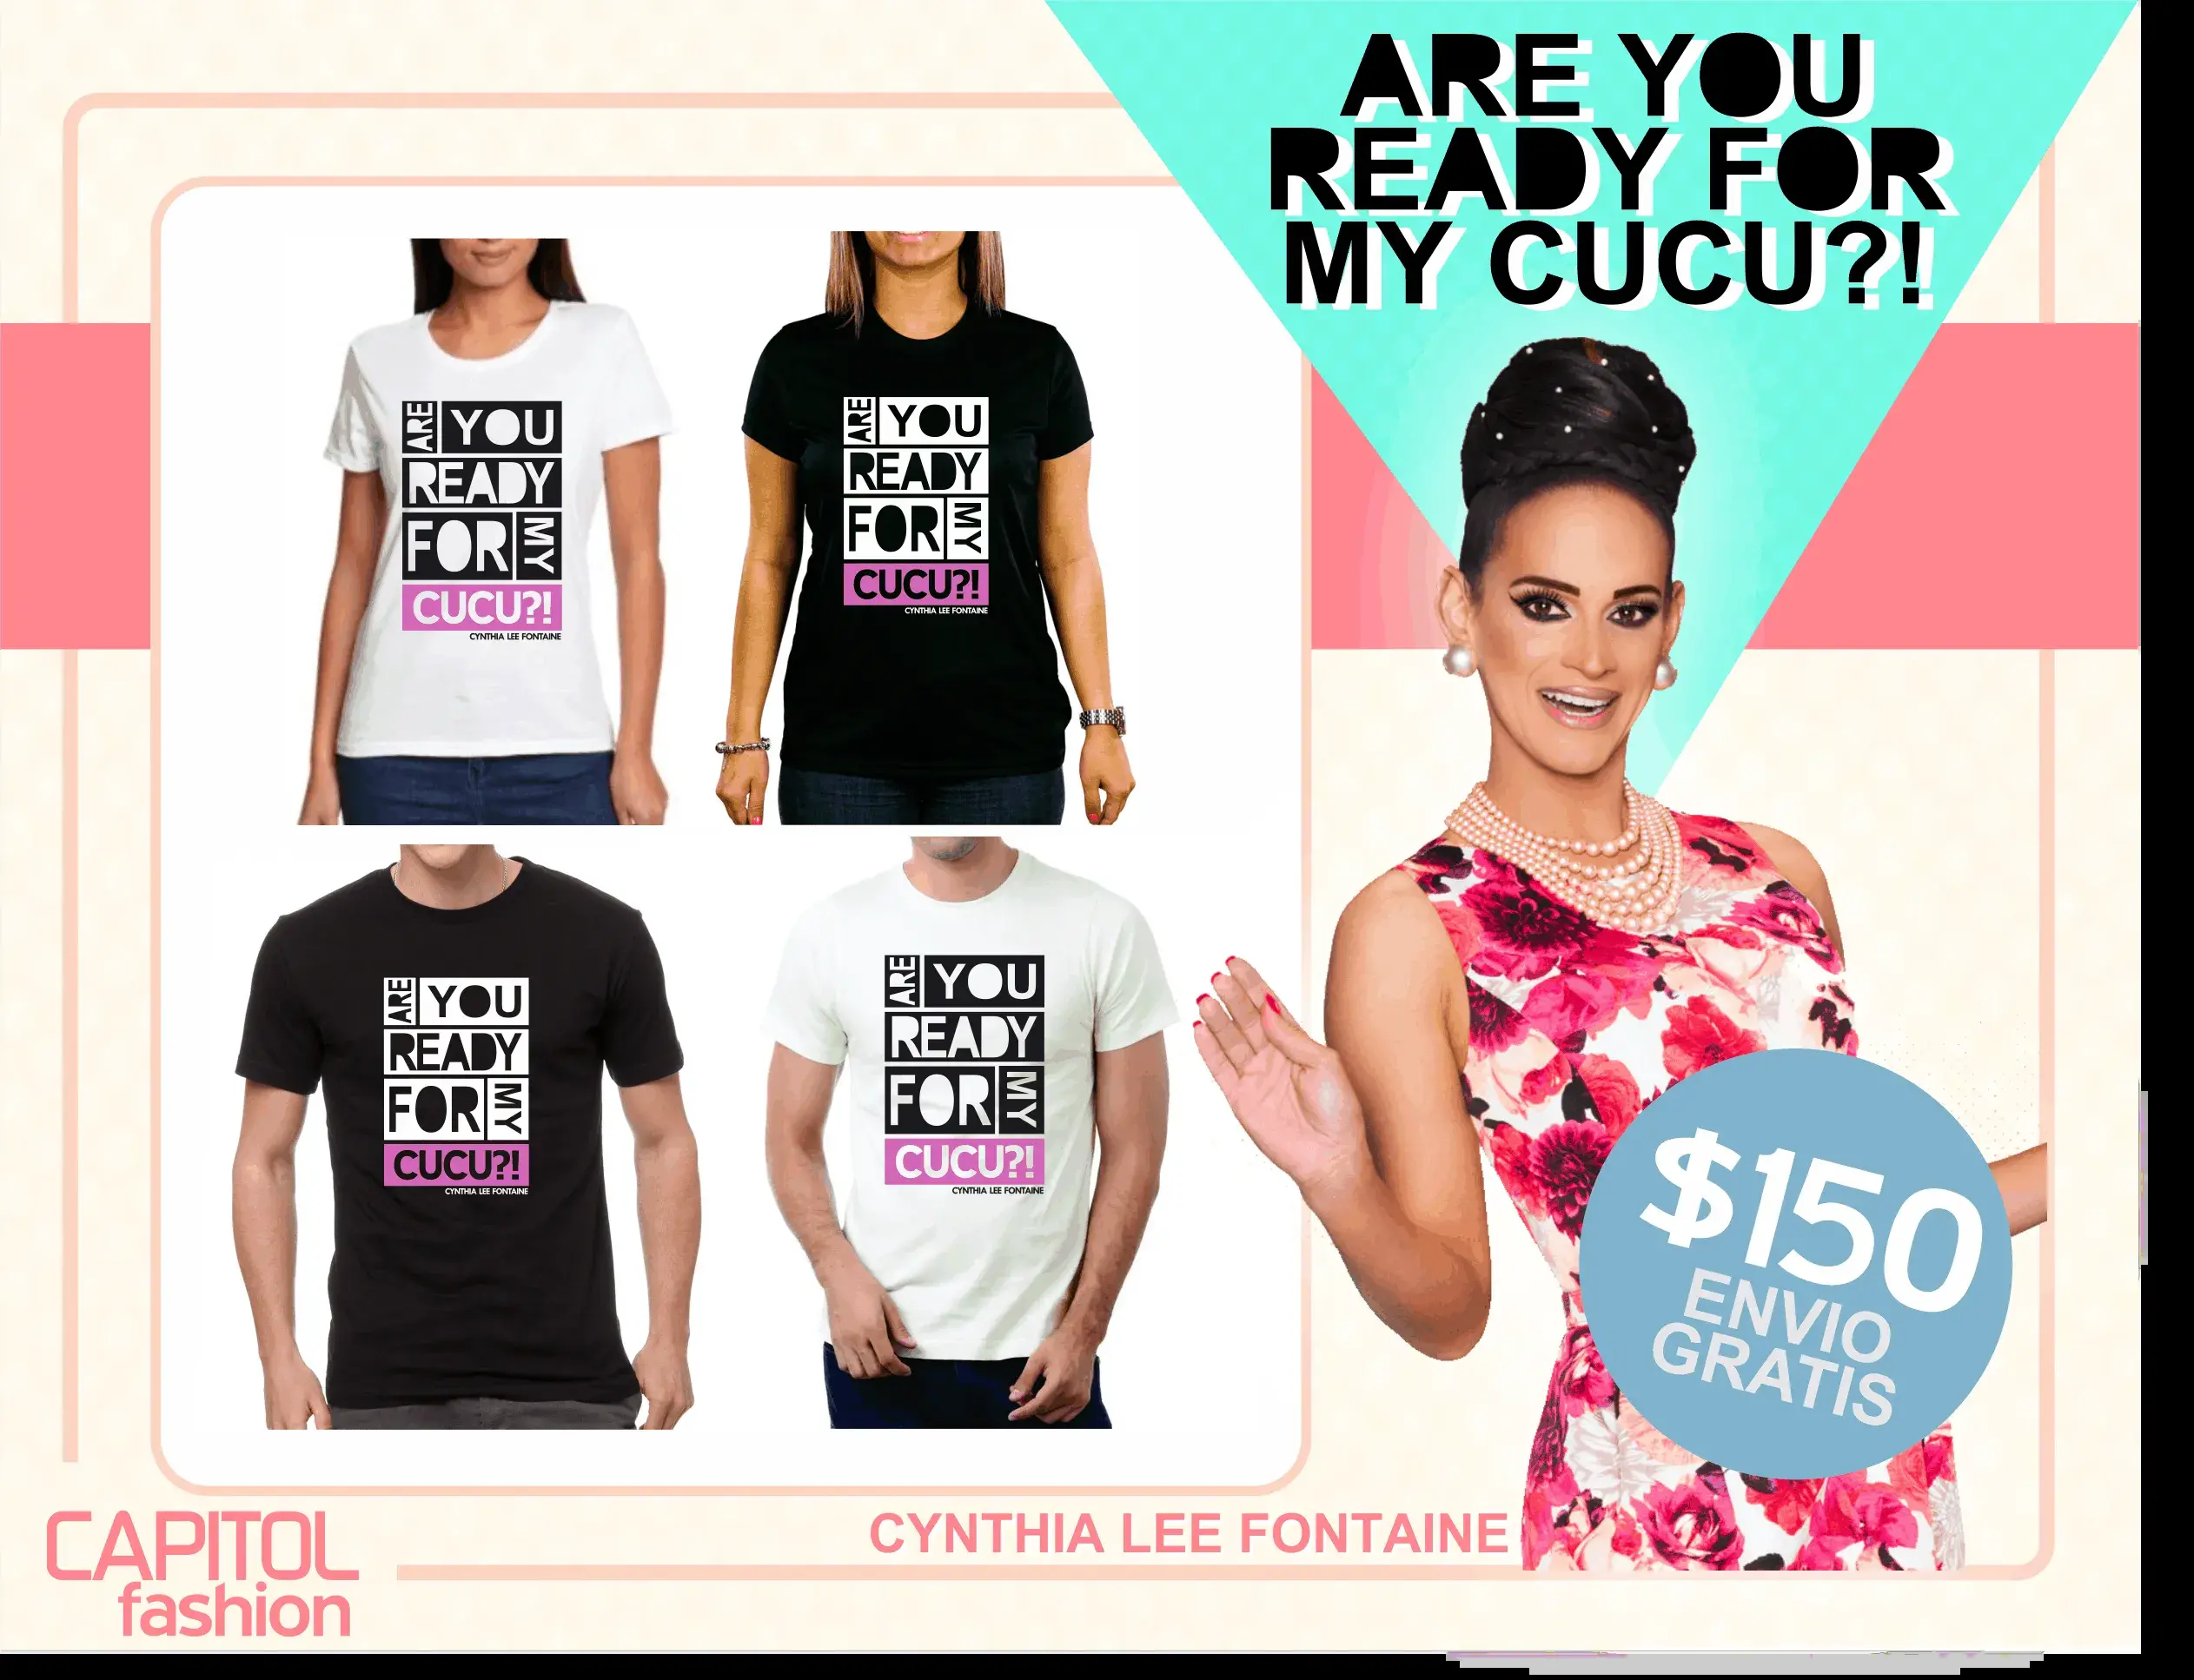 ARE YOU
READY FOR
MY CUCU?!
ARE YOU
READY
FOR MY
CUCU?!
CYNTHIA LEE FONTAINE
ARE YOU
READY
FOR MY
CUCU?!
CYNTHIA LEE FONTAINE
ARE YOU
READY
FOR MY
CUCU?!
CYNTHIA LEE FONTAINE
ARE YOU
READY
FOR MY
CUCU?!
CYNTHIA LEE FONTAINE
$150
ENVIO
GRATIS
CYNTHIA LEE FONTAINE
CAPITOL
fashion